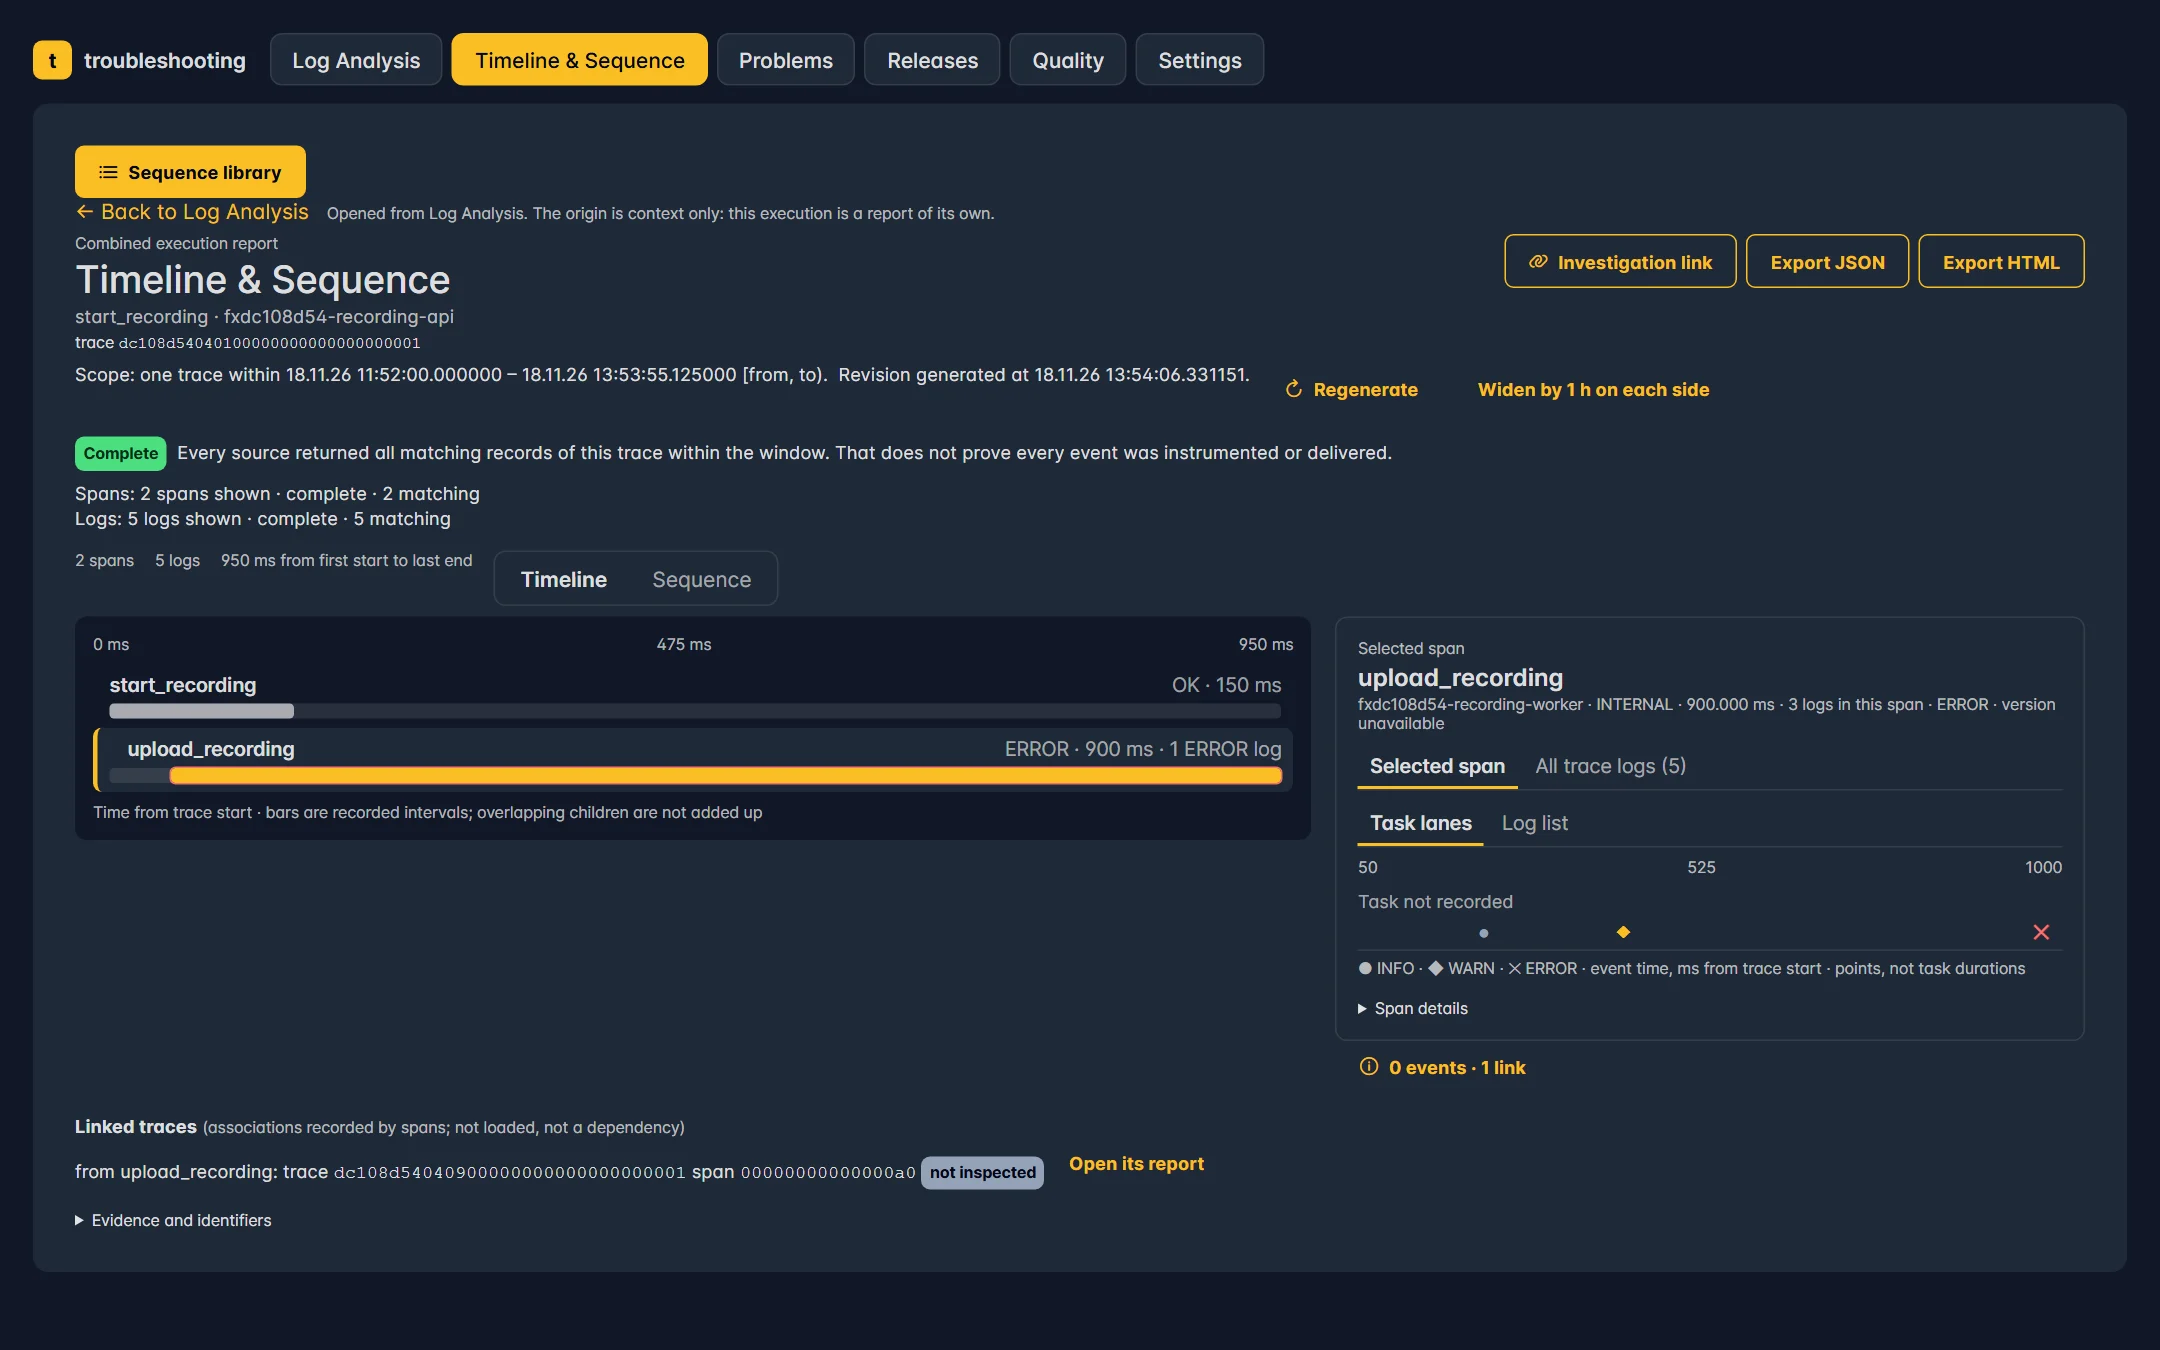 t troubleshooting Log Analysis Timeline & Sequence Problems Releases Quality Settings
Sequence library
← Back to Log Analysis Opened from Log Analysis. The origin is context only: this execution is a report of its own.
Combined execution report
Timeline & Sequence
Investigation link Export JSON Export HTML
start_recording · fxdc108d54-recording-api
trace dc108d54040100000000000000000001
Scope: one trace within 18.11.26 11:52:00.000000 – 18.11.26 13:53:55.125000 [from, to). Revision generated at 18.11.26 13:54:06.331151.
Regenerate Widen by 1 h on each side
Complete Every source returned all matching records of this trace within the window. That does not prove every event was instrumented or delivered.
Spans: 2 spans shown · complete · 2 matching
Logs: 5 logs shown · complete · 5 matching
2 spans 5 logs 950 ms from first start to last end Timeline Sequence
0 ms 475 ms 950 ms
start_recording OK · 150 ms
upload_recording ERROR · 900 ms · 1 ERROR log
Time from trace start · bars are recorded intervals; overlapping children are not added up
Selected span
upload_recording
fxdc108d54-recording-worker · INTERNAL · 900.000 ms · 3 logs in this span · ERROR · version
unavailable
Selected span All trace logs (5)
Task lanes Log list
50 525 1000
Task not recorded
● INFO · ◆ WARN · × ERROR · event time, ms from trace start · points, not task durations
▶ Span details
0 events · 1 link
Linked traces (associations recorded by spans; not loaded, not a dependency)
from upload_recording: trace dc108d54040900000000000000000001 span 00000000000000a0 not inspected Open its report
▶ Evidence and identifiers